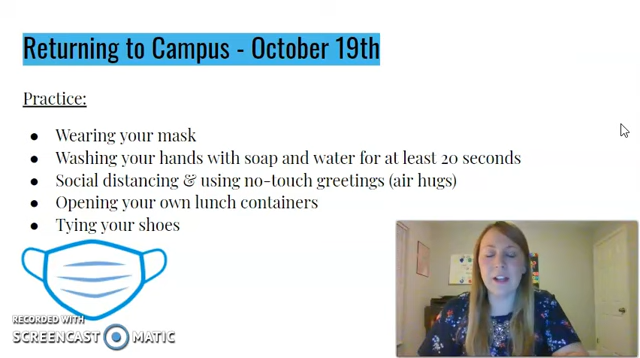 Returning to Campus - October 19th
Practice:
Wearing your mask
Washing your hands with soap and water for at least 20 seconds
Social distancing & using no-touch greetings (air hugs)
Opening your own lunch containers
Tying your shoes
RECORDED WITH
SCREENCAST MATIC